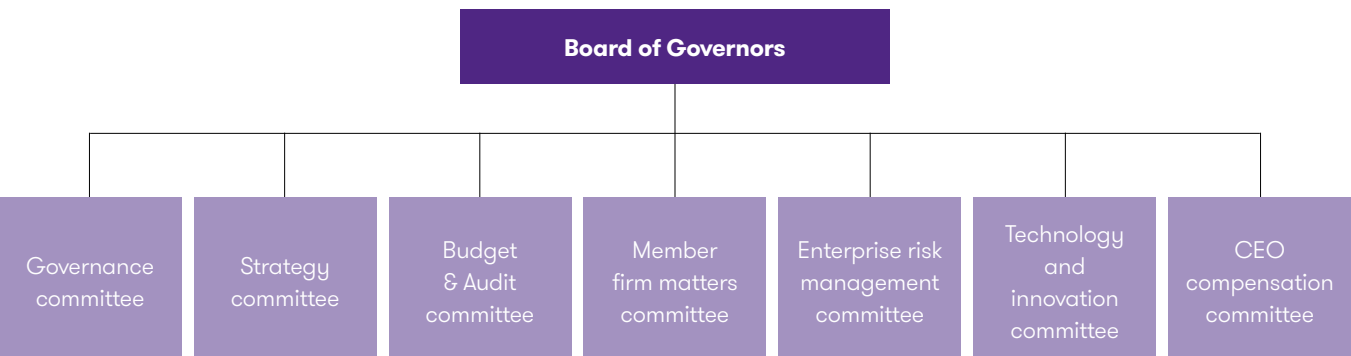 Board of Governors
Governance
committee
Strategy
committee
Budget
& Audit
committee
Member
firm matters
committee
Enterprise risk
management
committee
Technology
and
innovation
committee
CEO
compensation
committee